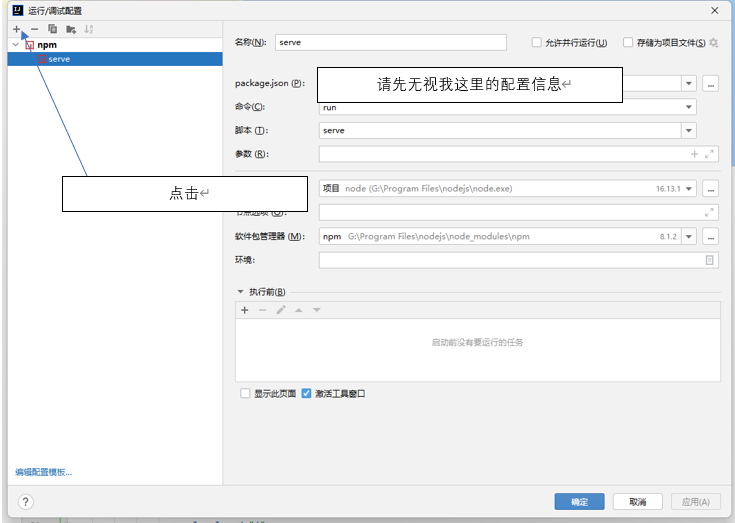 运行/调试配置
npm
serve
名称(N): serve
允许并行运行(U)
存储为项目文件(S)
package.json (P):
请先无视我这里的配置信息
命令(C): run
脚本 (T): serve
参数 (R):
点击
项目 node (G:\Program Files\nodejs\node.exe) 16.13.1
软件包管理器 (M): npm G:\Program Files\nodejs\node_modules\npm 8.1.2
环境:
执行前(B)
启动前没有要运行的任务
显示此页面
激活工具窗口
编辑配置模板...
?
确定
取消
应用(A)